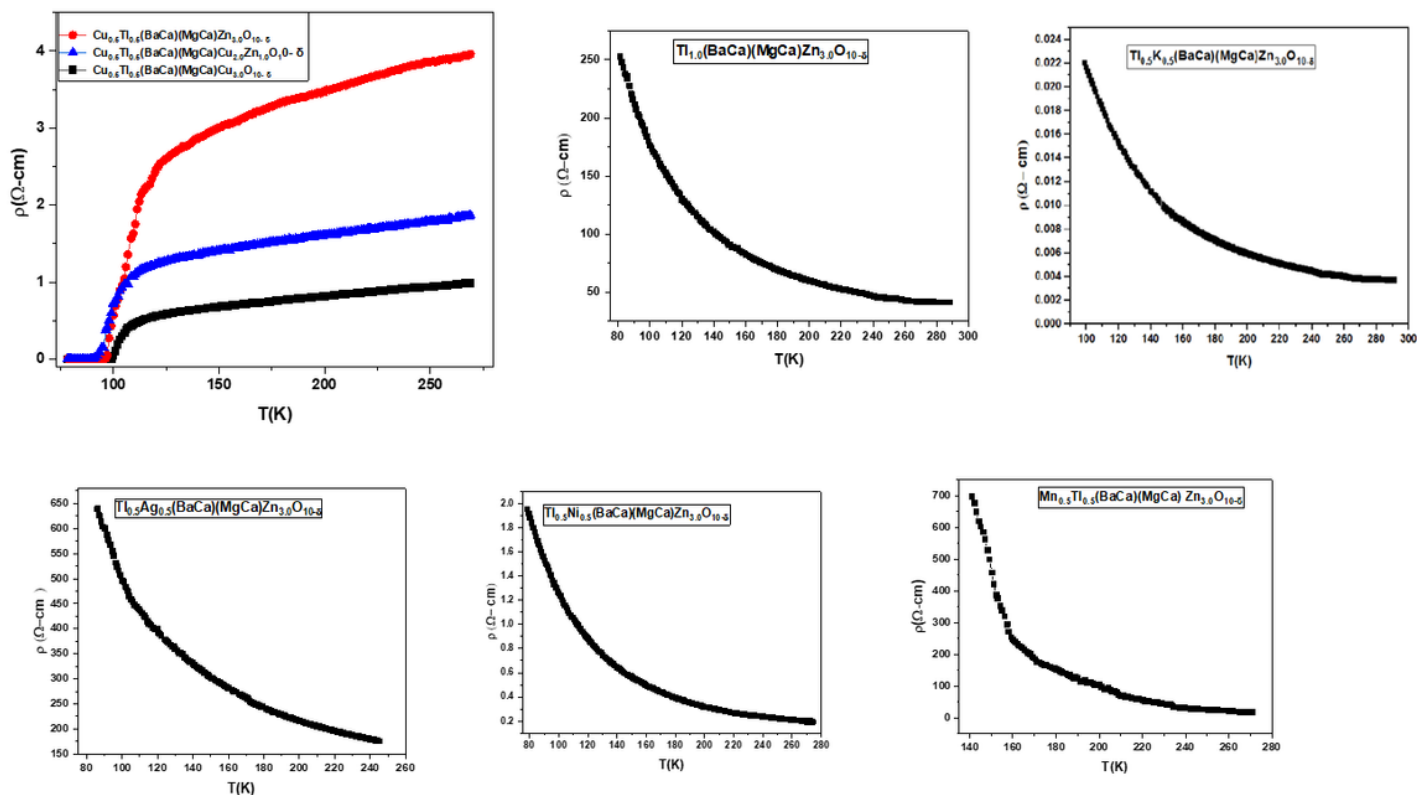 Cu0.5Tl0.5(BaCa)(MgCa)Zn3.0O10-δ
Cu0.5Tl0.5(BaCa)(MgCa)Cu2.0Zn1.0O10-δ
Cu0.5Tl0.5(BaCa)(MgCa)Cu3.0O10-δ
4
3
2
1
0
ρ(Ω-cm)
100 150 200 250
T(K)
Tl1.0(BaCa)(MgCa)Zn3.0O10-δ
250
200
150
100
50
ρ (Ω–cm)
80 100 120 140 160 180 200 220 240 260 280 300
T(K)
Tl0.5K0.5(BaCa)(MgCa)Zn3.0O10-δ
0.024
0.022
0.020
0.018
0.016
0.014
0.012
0.010
0.008
0.006
0.004
0.002
0.000
ρ (Ω – cm)
100 120 140 160 180 200 220 240 260 280 300
T(K)
Tl0.5Ag0.5(BaCa)(MgCa)Zn3.0O10-δ
650
600
550
500
450
400
350
300
250
200
150
ρ (Ω–cm )
80 100 120 140 160 180 200 220 240 260
T(K)
Tl0.5Ni0.5(BaCa)(MgCa)Zn3.0O10-δ
2.0
1.8
1.6
1.4
1.2
1.0
0.8
0.6
0.4
0.2
ρ (Ω– cm)
80 100 120 140 160 180 200 220 240 260 280
T(K)
Mn0.5Tl0.5(BaCa)(MgCa) Zn3.0O10-δ
700
600
500
400
300
200
100
0
ρ(Ω-cm)
140 160 180 200 220 240 260 280
T(K)